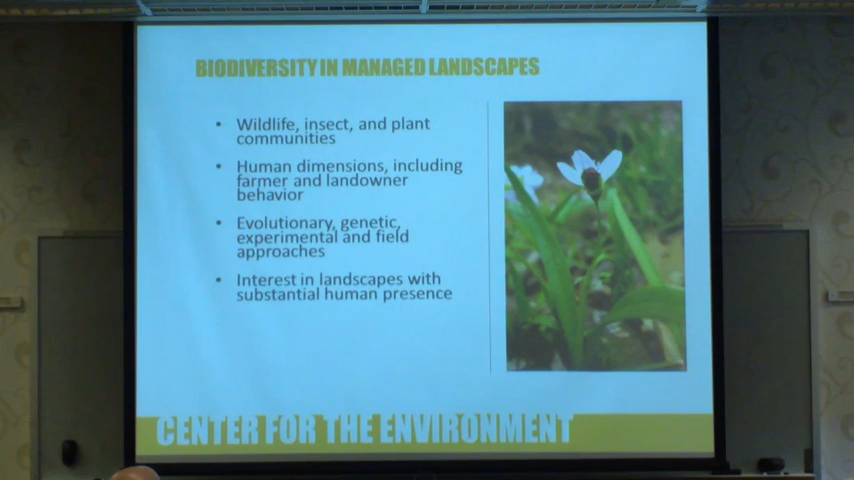 BIODIVERSITY IN MANAGED LANDSCAPES
• Wildlife, insect, and plant
communities
• Human dimensions, including
farmer and landowner
behavior
• Evolutionary, genetic,
experimental and field
approaches
• Interest in landscapes with
substantial human presence
CENTER FOR THE ENVIRONMENT